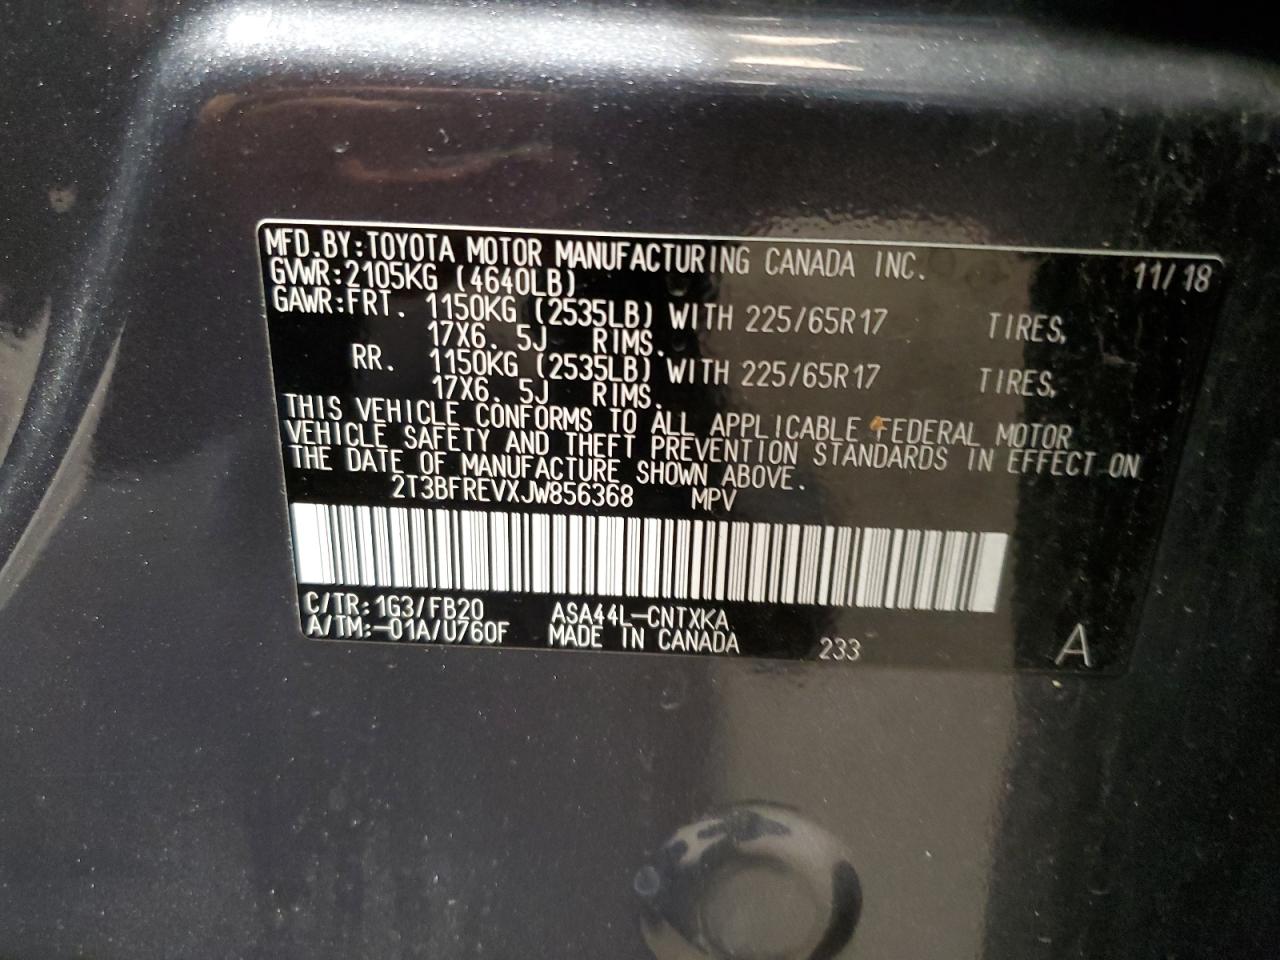 MFD.BY:TOYOTA MOTOR MANUFACTURING CANADA INC. 11/18
GVWR:2105KG (4640LB)
GAWR:FRT. 1150KG (2535LB) WITH 225/65R17 TIRES,
17X6.5J RIMS.
RR. 1150KG (2535LB) WITH 225/65R17 TIRES,
17X6.5J RIMS.
THIS VEHICLE CONFORMS TO ALL APPLICABLE FEDERAL MOTOR
VEHICLE SAFETY AND THEFT PREVENTION STANDARDS IN EFFECT ON
THE DATE OF MANUFACTURE SHOWN ABOVE.
2T3BFREVXJW856368 MPV
C/TR:1G3/FB20 ASA44L-CNTXKA
A/TM:-01A/U760F MADE IN CANADA 233 A